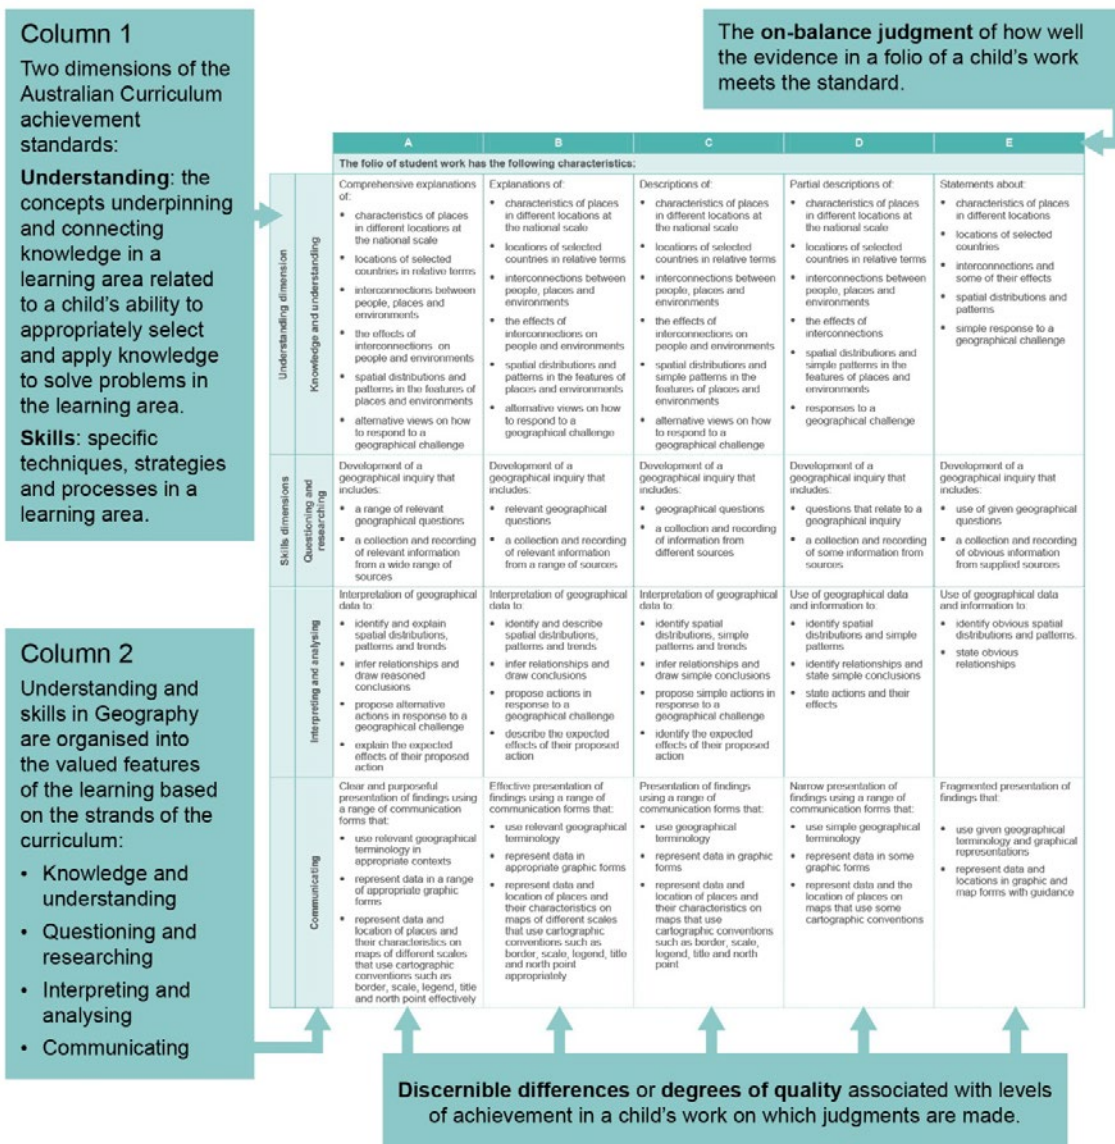 Column 1
Two dimensions of the
Australian Curriculum
achievement
standards:
Understanding: the
concepts underpinning
and connecting
knowledge in a
learning area related
to a child's ability to
appropriately select
and apply knowledge
to solve problems in
the learning area.
Skills: specific
techniques, strategies
and processes in a
learning area.
The on-balance judgment of how well
the evidence in a folio of a child's work
meets the standard.
A
B
C
D
E
The folio of student work has the following characteristics:
Understanding dimension
Knowledge and understanding
Comprehensive explanations
of:
• characteristics of places
in different locations at
the national scale
• locations of selected
countries in relative terms
• interconnections between
people, places and
environments
• the effects of
interconnections on
people and environments
• spatial distributions and
patterns in the features of
places and environments
• alternative views on how
to respond to a
geographical challenge
Explanations of:
• characteristics of places
in different locations at
the national scale
• locations of selected
countries in relative terms
• interconnections between
people, places and
environments
• the effects of
interconnections on
people and environments
• spatial distributions and
patterns in the features of
places and environments
• alternative views on how
to respond to a
geographical challenge
Descriptions of:
• characteristics of places
in different locations at
the national scale
• locations of selected
countries in relative terms
• interconnections between
people, places and
environments
• the effects of
interconnections on
people and environments
• spatial distributions and
simple patterns in the
features of places and
environments
• alternative views on how
to respond to a
geographical challenge
Partial descriptions of:
• characteristics of places
in different locations at
the national scale
• locations of selected
countries in relative terms
• interconnections between
people, places and
environments
• the effects of
interconnections
• spatial distributions and
simple patterns in the
features of places and
environments
• responses to a
geographical challenge
Statements about:
• characteristics of places
in different locations
• locations of selected
countries
• interconnections and
some of their effects
• spatial distributions and
patterns
• simple response to a
geographical challenge
Skills dimensions
Questioning and
researching
Development of a
geographical inquiry that
includes:
• a range of relevant
geographical questions
• a collection and recording
of relevant information
from a wide range of
sources
Development of a
geographical inquiry that
includes:
• relevant geographical
questions
• a collection and recording
of relevant information
from a range of sources
Development of a
geographical inquiry that
includes:
• geographical questions
• a collection and recording
of information from
different sources
Development of a
geographical inquiry that
includes:
• questions that relate to a
geographical inquiry
• a collection and recording
of some information from
sources
Development of a
geographical inquiry that
includes:
• use of given geographical
questions
• a collection and recording
of obvious information
from supplied sources
Interpreting and analysing
Interpretation of geographical
data to:
• identify and explain
spatial distributions,
patterns and trends
• infer relationships and
draw reasoned
conclusions
• propose alternative
actions in response to a
geographical challenge
• explain the expected
effects of their proposed
action
Interpretation of geographical
data to:
• identify and describe
spatial distributions,
patterns and trends
• infer relationships and
draw conclusions
• propose actions in
response to a
geographical challenge
• describe the expected
effects of their proposed
action
Interpretation of geographical
data to:
• identify spatial
distributions, simple
patterns and trends
• infer relationships and
draw simple conclusions
• propose simple actions in
response to a
geographical challenge
• identify the expected
effects of their proposed
action
Use of geographical data
and information to:
• identify spatial
distributions and simple
patterns
• identify relationships and
state simple conclusions
• state actions and their
effects
Use of geographical data
and information to:
• identify obvious spatial
distributions and patterns.
• state obvious
relationships
Communicating
Clear and purposeful
presentation of findings using
a range of communication
forms that:
• use relevant geographical
terminology in
appropriate contexts
• represent data in a range
of appropriate graphic
forms
• represent data and
location of places and
their characteristics on
maps of different scales
that use cartographic
conventions such as
border, scale, legend, title
and north point effectively
Effective presentation of
findings using a range of
communication forms that:
• use relevant geographical
terminology
• represent data in
appropriate graphic forms
• represent data and
location of places and
their characteristics on
maps of different scales
that use cartographic
conventions such as
border, scale, legend, title
and north point
appropriately
Presentation of findings
using a range of
communication forms that:
• use geographical
terminology
• represent data in graphic
forms
• represent data and
location of places and
their characteristics on
maps that use
cartographic conventions
such as border, scale,
legend, title and north
point
Narrow presentation of
findings using a range of
communication forms that:
• use simple geographical
terminology
• represent data in some
graphic forms
• represent data and the
location of places on
maps that use some
cartographic conventions
Fragmented presentation of
findings that:
• use given geographical
terminology and graphical
representations
• represent data and
locations in graphic and
map forms with guidance
Column 2
Understanding and
skills in Geography
are organised into
the valued features
of the learning based
on the strands of the
curriculum:
• Knowledge and
understanding
• Questioning and
researching
• Interpreting and
analysing
• Communicating
Discernible differences or degrees of quality associated with levels
of achievement in a child's work on which judgments are made.